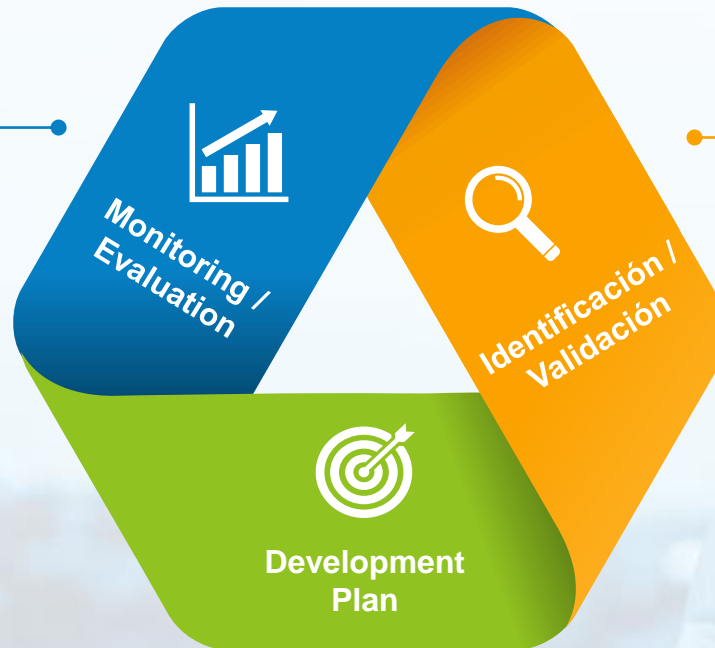 Monitoring /
Evaluation
Identificación /
Validación
Development
Plan